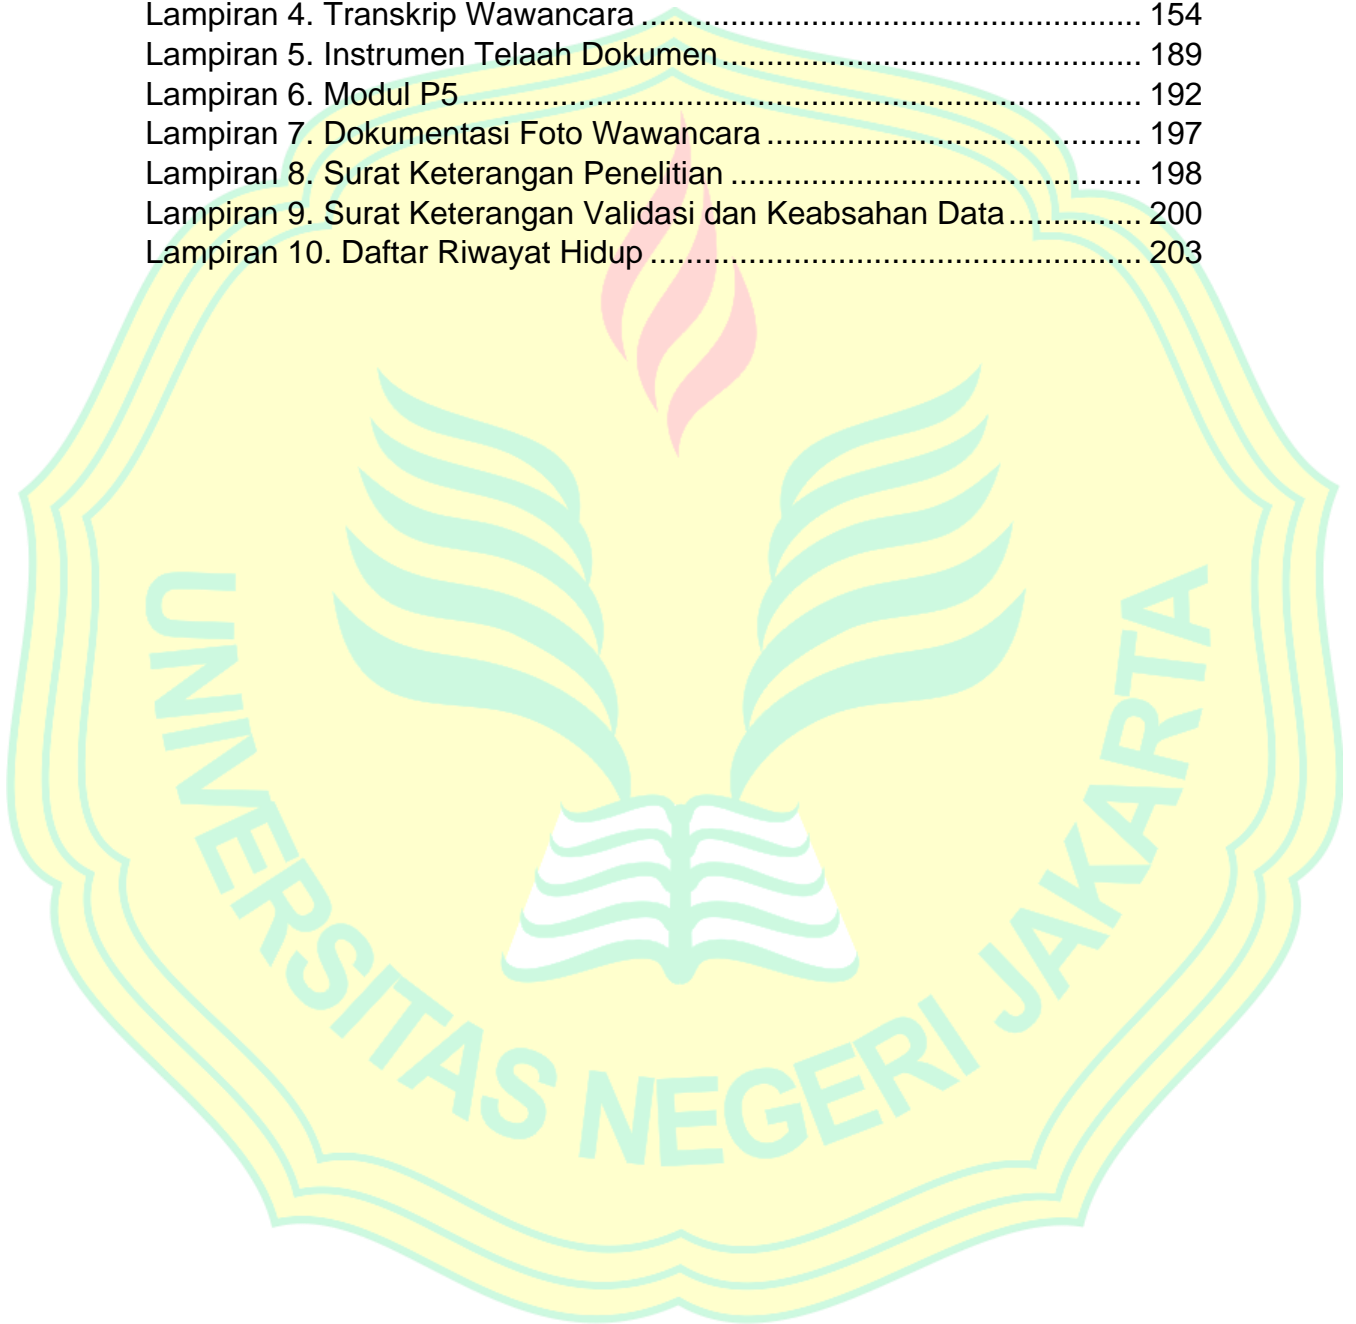 Lampiran 4. Transkrip Wawancara ......................................................... 154
Lampiran 5. Instrumen Telaah Dokumen ................................................ 189
Lampiran 6. Modul P5 ............................................................................. 192
Lampiran 7. Dokumentasi Foto Wawancara ........................................... 197
Lampiran 8. Surat Keterangan Penelitian ............................................... 198
Lampiran 9. Surat Keterangan Validasi dan Keabsahan Data ............... 200
Lampiran 10. Daftar Riwayat Hidup ........................................................ 203
UNIVERSITAS NEGERI JAKARTA